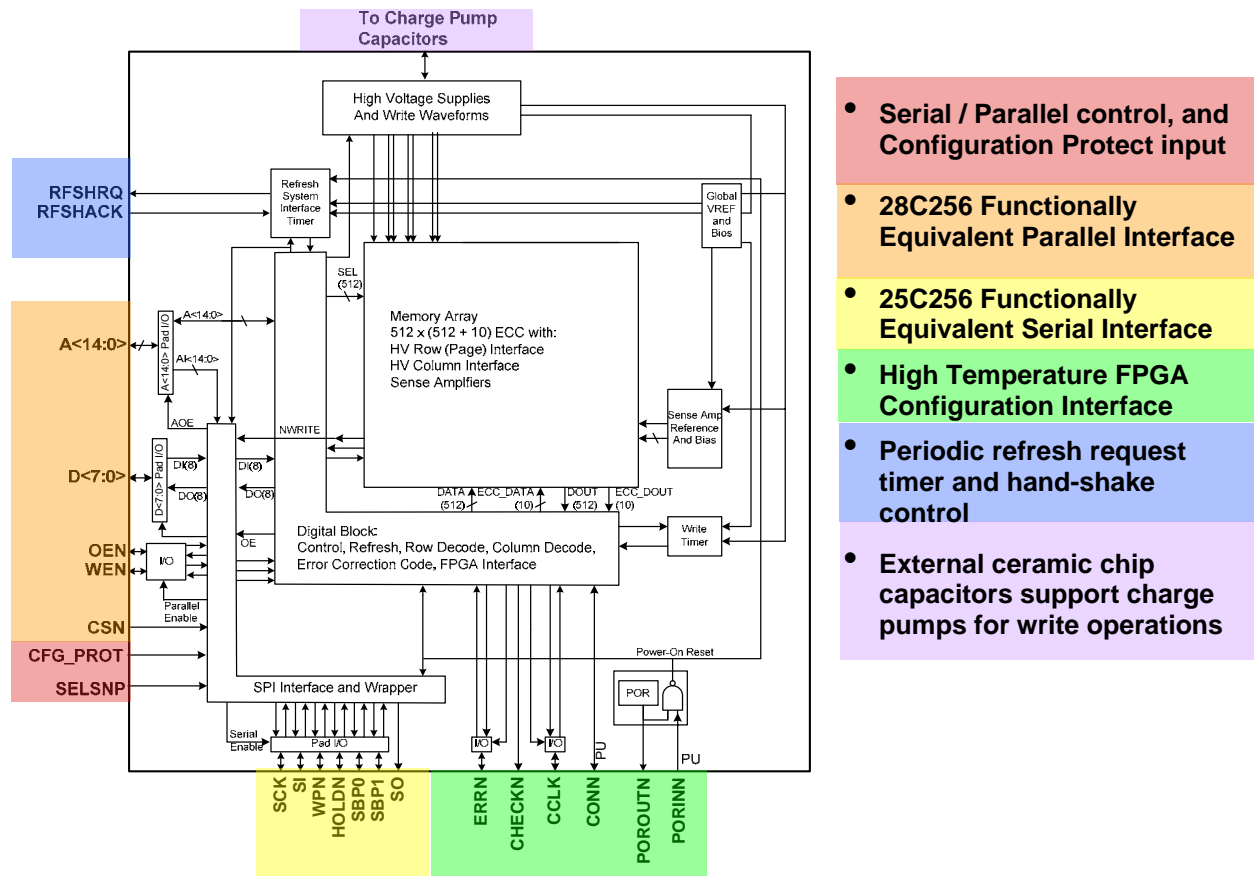 To Charge Pump
Capacitors
High Voltage Supplies
And Write Waveforms
RFSHRQ
RFSHACK
Refresh
System
Interface
Timer
Global
VREF
and
Bios
SEL
(512)
Memory Array
512 x (512 + 10) ECC with:
HV Row (Page) Interface
HV Column Interface
Sense Amplfiers
A<14:0>
A<14:0> Pad I/O
A<14:0>
AI<14:0>
AOE
NWRITE
Sense Amp
Reference
And Bias
D<7:0>
D<7:0> Pad I/O
DI(8)
DI(8)
DO(8)
DO(8)
DATA
(512)
ECC_DATA
(10)
DOUT
(512)
ECC_DOUT
(10)
OE
Digital Block:
Control, Refresh, Row Decode, Column Decode,
Error Correction Code, FPGA Interface
Write
Timer
OEN
WEN
I/O
Parallel
Enable
CSN
CFG_PROT
SELSNP
SPI Interface and Wrapper
Power-On Reset
POR
Serial
Enable
Pad I/O
I/O
I/O
PU
PU
SCK
SI
WPN
HOLDN
SBP0
SBP1
SO
ERRN
CHECKN
CCLK
CONN
POROUTN
PORINN
• Serial / Parallel control, and
Configuration Protect input
• 28C256 Functionally
Equivalent Parallel Interface
• 25C256 Functionally
Equivalent Serial Interface
• High Temperature FPGA
Configuration Interface
• Periodic refresh request
timer and hand-shake
control
• External ceramic chip
capacitors support charge
pumps for write operations